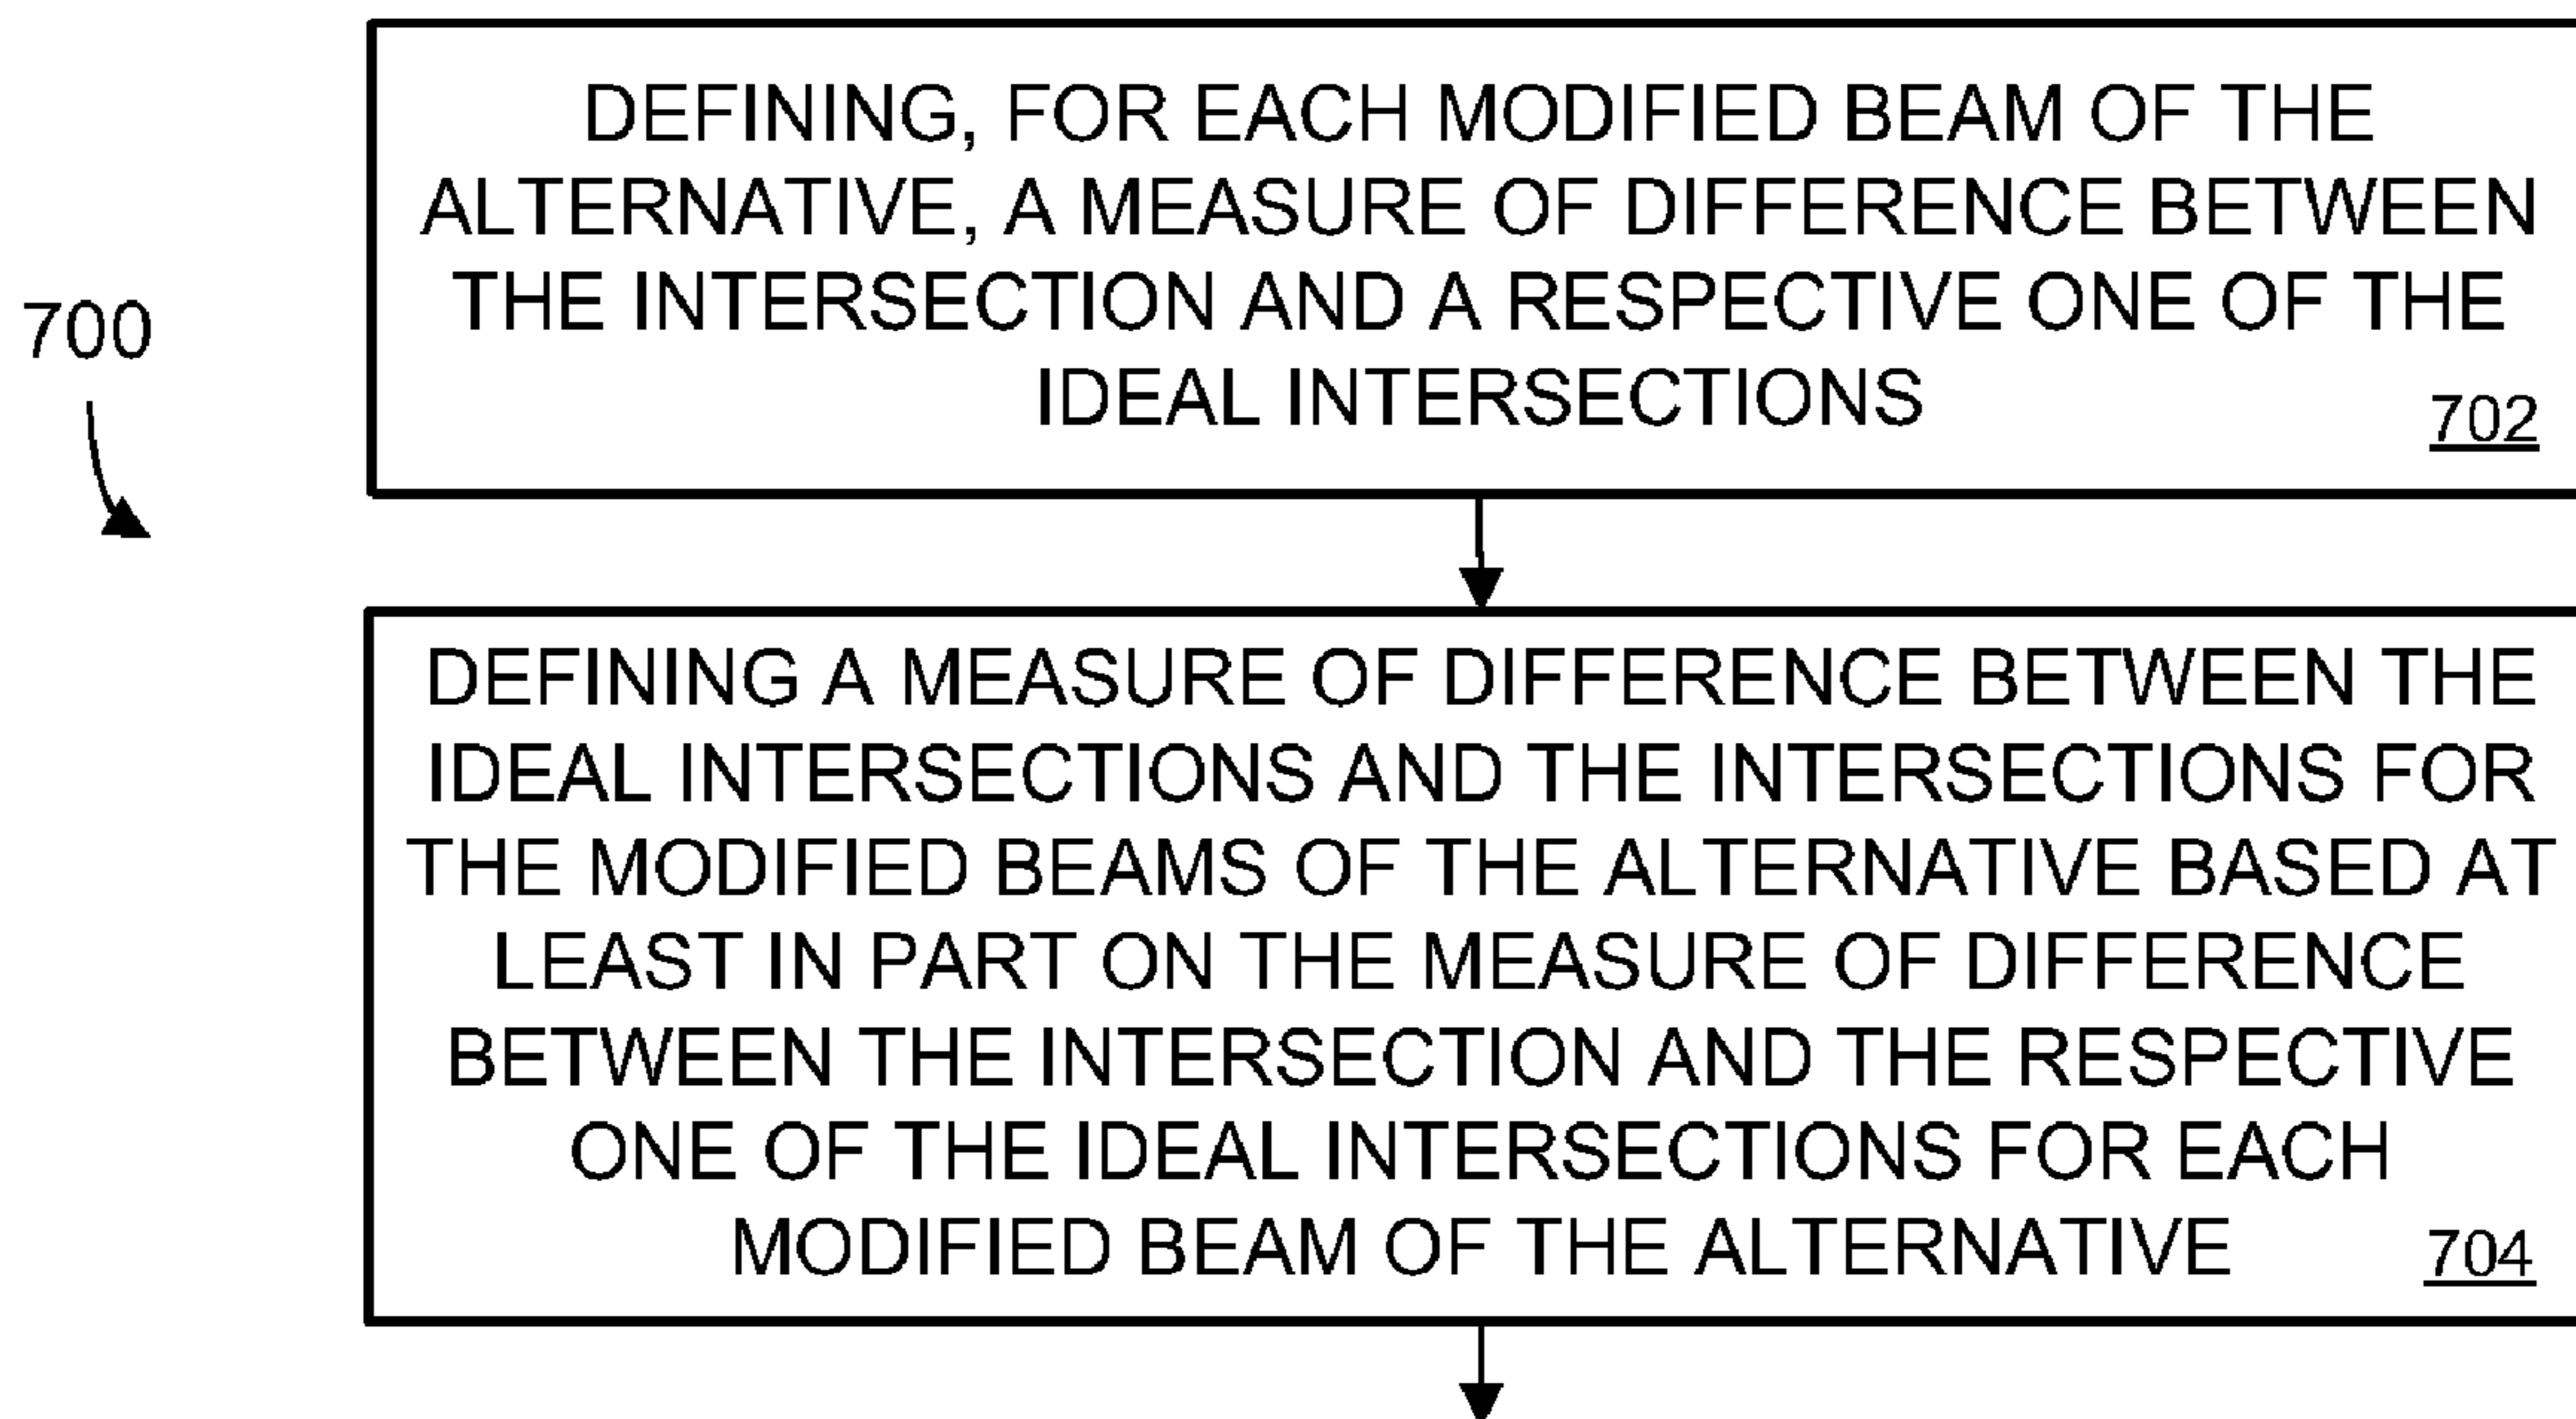 700
DEFINING, FOR EACH MODIFIED BEAM OF THE
ALTERNATIVE, A MEASURE OF DIFFERENCE BETWEEN
THE INTERSECTION AND A RESPECTIVE ONE OF THE
IDEAL INTERSECTIONS
702
DEFINING A MEASURE OF DIFFERENCE BETWEEN THE
IDEAL INTERSECTIONS AND THE INTERSECTIONS FOR
THE MODIFIED BEAMS OF THE ALTERNATIVE BASED AT
LEAST IN PART ON THE MEASURE OF DIFFERENCE
BETWEEN THE INTERSECTION AND THE RESPECTIVE
ONE OF THE IDEAL INTERSECTIONS FOR EACH
MODIFIED BEAM OF THE ALTERNATIVE
704